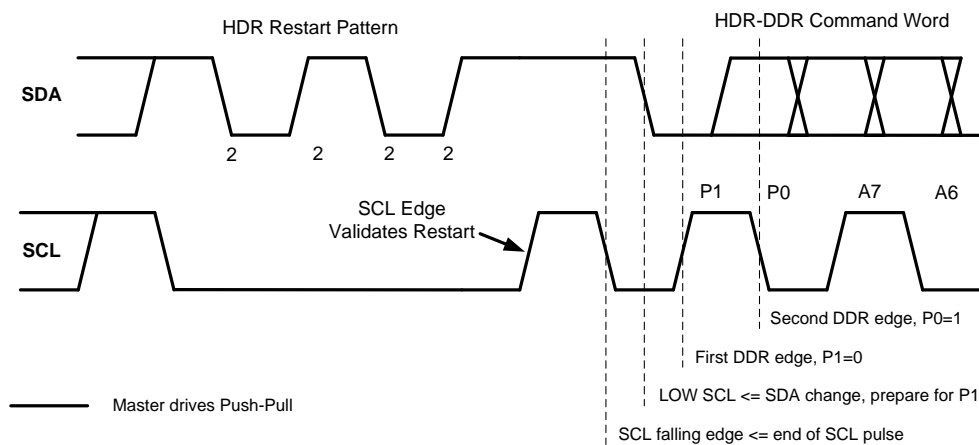 HDR Restart Pattern
HDR-DDR Command Word
SDA
2 2 2 2
P1 P0 A7 A6
SCL Edge
Validates Restart
SCL
Second DDR edge, P0=1
First DDR edge, P1=0
LOW SCL <= SDA change, prepare for P1
Master drives Push-Pull
SCL falling edge <= end of SCL pulse